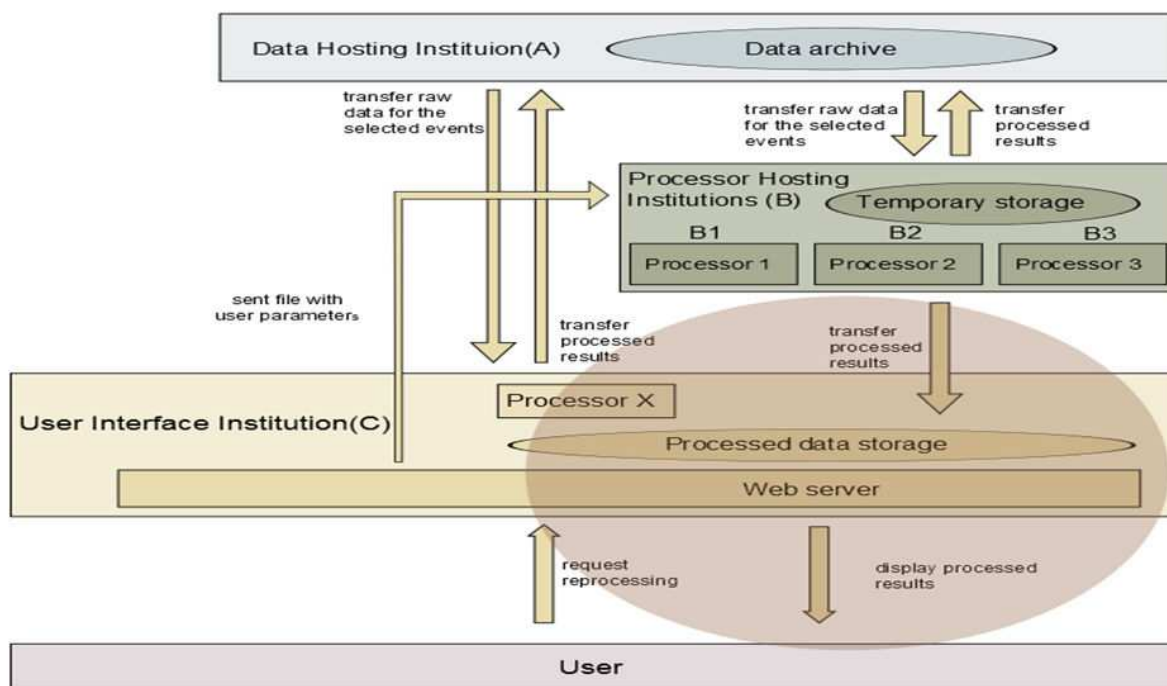 Data Hosting Instituion(A)
Data archive
transfer raw
data for the
selected events
transfer raw data
for the selected
events
transfer
processed
results
Processor Hosting
Institutions (B)
Temporary storage
B1
B2
B3
Processor 1
Processor 2
Processor 3
sent file with
user parameters
transfer
processed
results
transfer
processed
results
Processor X
User Interface Institution(C)
Processed data storage
Web server
request
reprocessing
display processed
results
User